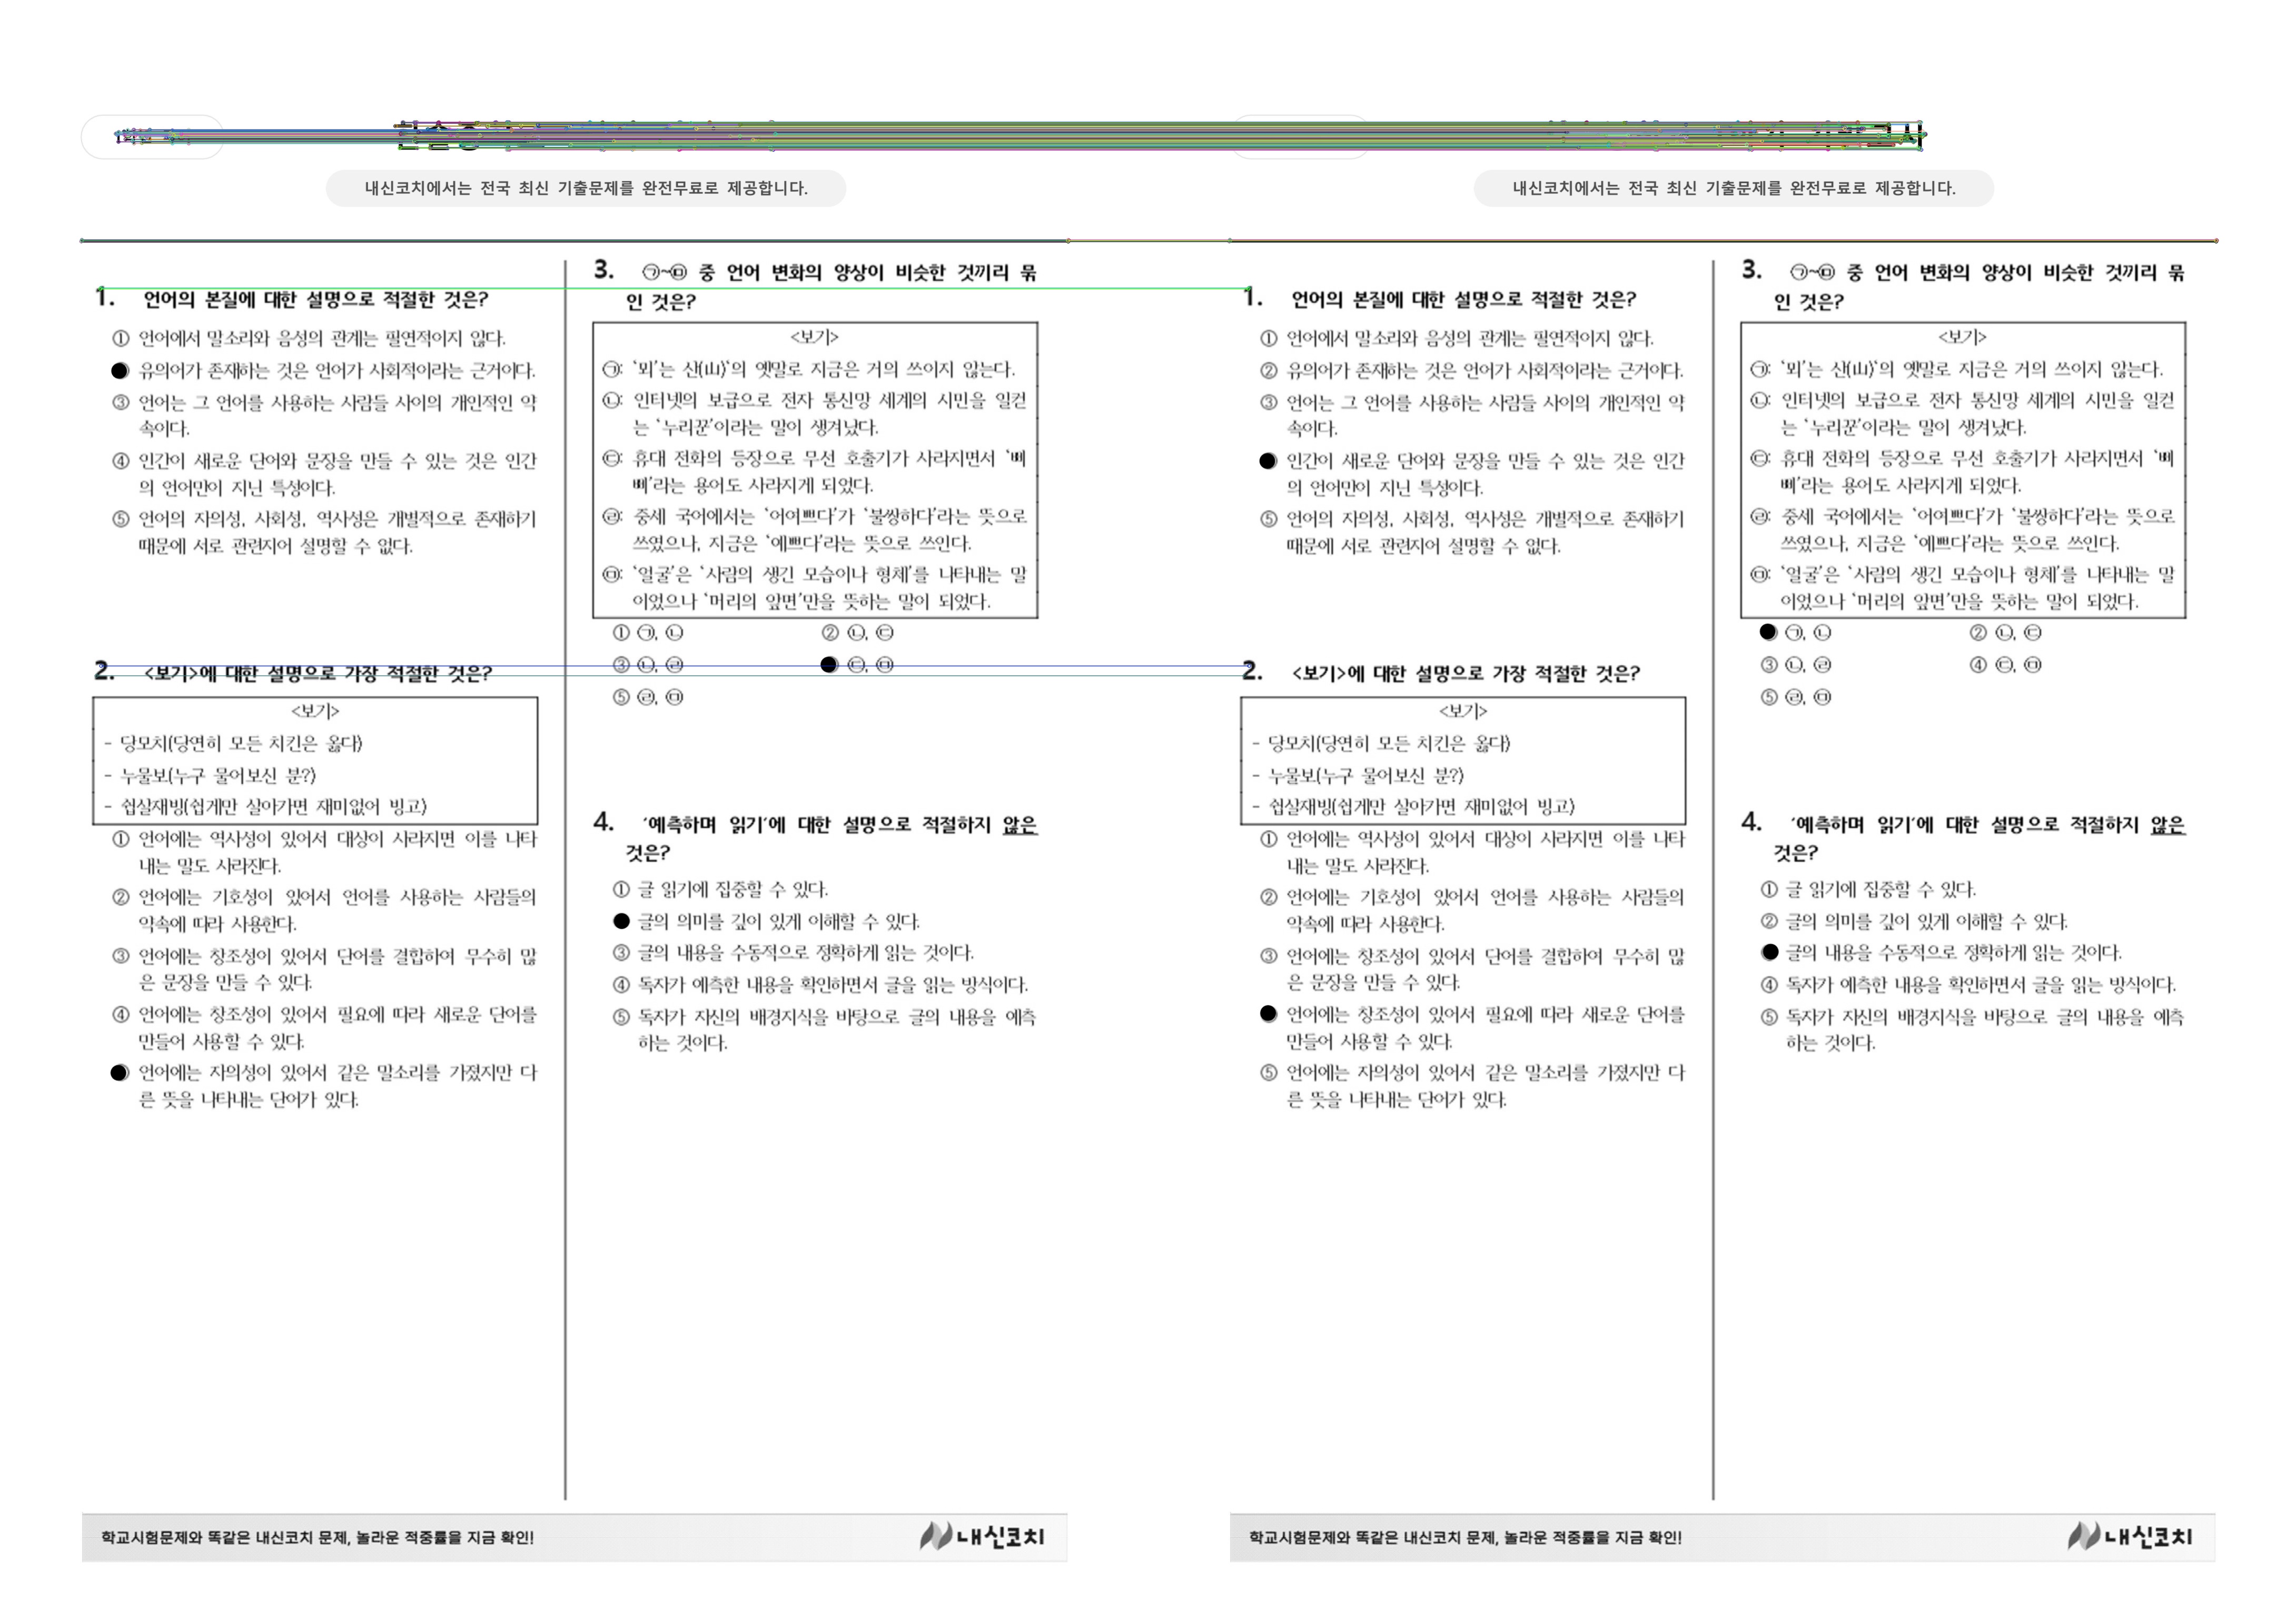 내신코치에서는 전국 최신 기출문제를 완전무료로 제공합니다.
1. 언어의 본질에 대한 설명으로 적절한 것은?
① 언어에서 말소리와 음성의 관계는 필연적이지 않다.
● 유의어가 존재하는 것은 언어가 사회적이라는 근거이다.
③ 언어는 그 언어를 사용하는 사람들 사이의 개인적인 약
속이다.
④ 인간이 새로운 단어와 문장을 만들 수 있는 것은 인간
의 언어만이 지닌 특성이다.
⑤ 언어의 자의성, 사회성, 역사성은 개별적으로 존재하기
때문에 서로 관련지어 설명할 수 없다.
2. <보기>에 대한 설명으로 가장 적절한 것은?
<보기>
- 당모치(당연히 모든 치킨은 옳다)
- 누물보(누구 물어보신 분?)
- 쉽살재빙(쉽게만 살아가면 재미없어 빙고)
① 언어에는 역사성이 있어서 대상이 사라지면 이를 나타
내는 말도 사라진다.
② 언어에는 기호성이 있어서 언어를 사용하는 사람들의
약속에 따라 사용한다.
③ 언어에는 창조성이 있어서 단어를 결합하여 무수히 많
은 문장을 만들 수 있다.
④ 언어에는 창조성이 있어서 필요에 따라 새로운 단어를
만들어 사용할 수 있다.
● 언어에는 자의성이 있어서 같은 말소리를 가졌지만 다
른 뜻을 나타내는 단어가 있다.
3. ㉠~㉤ 중 언어 변화의 양상이 비슷한 것끼리 묶
인 것은?
<보기>
㉠: '뫼'는 산(山)'의 옛말로 지금은 거의 쓰이지 않는다.
㉡: 인터넷의 보급으로 전자 통신망 세계의 시민을 일컫
는 '누리꾼'이라는 말이 생겨났다.
㉢: 휴대 전화의 등장으로 무선 호출기가 사라지면서 '삐
삐'라는 용어도 사라지게 되었다.
㉣: 중세 국어에서는 '어여쁘다'가 '불쌍하다'라는 뜻으로
쓰였으나, 지금은 '예쁘다'라는 뜻으로 쓰인다.
㉤: '얼굴'은 '사람의 생긴 모습이나 형체'를 나타내는 말
이었으나 '머리의 앞면'만을 뜻하는 말이 되었다.
① ㉠, ㉡ ② ㉡, ㉢
③ ㉡, ㉣ ● ㉢, ㉤
⑤ ㉣, ㉤
4. '예측하며 읽기'에 대한 설명으로 적절하지 않은
것은?
① 글 읽기에 집중할 수 있다.
● 글의 의미를 깊이 있게 이해할 수 있다.
③ 글의 내용을 수동적으로 정확하게 읽는 것이다.
④ 독자가 예측한 내용을 확인하면서 글을 읽는 방식이다.
⑤ 독자가 자신의 배경지식을 바탕으로 글의 내용을 예측
하는 것이다.
학교시험문제와 똑같은 내신코치 문제, 놀라운 적중률을 지금 확인!
내신코치
내신코치에서는 전국 최신 기출문제를 완전무료로 제공합니다.
1. 언어의 본질에 대한 설명으로 적절한 것은?
① 언어에서 말소리와 음성의 관계는 필연적이지 않다.
② 유의어가 존재하는 것은 언어가 사회적이라는 근거이다.
③ 언어는 그 언어를 사용하는 사람들 사이의 개인적인 약
속이다.
● 인간이 새로운 단어와 문장을 만들 수 있는 것은 인간
의 언어만이 지닌 특성이다.
⑤ 언어의 자의성, 사회성, 역사성은 개별적으로 존재하기
때문에 서로 관련지어 설명할 수 없다.
2. <보기>에 대한 설명으로 가장 적절한 것은?
<보기>
- 당모치(당연히 모든 치킨은 옳다)
- 누물보(누구 물어보신 분?)
- 쉽살재빙(쉽게만 살아가면 재미없어 빙고)
① 언어에는 역사성이 있어서 대상이 사라지면 이를 나타
내는 말도 사라진다.
② 언어에는 기호성이 있어서 언어를 사용하는 사람들의
약속에 따라 사용한다.
③ 언어에는 창조성이 있어서 단어를 결합하여 무수히 많
은 문장을 만들 수 있다.
● 언어에는 창조성이 있어서 필요에 따라 새로운 단어를
만들어 사용할 수 있다.
⑤ 언어에는 자의성이 있어서 같은 말소리를 가졌지만 다
른 뜻을 나타내는 단어가 있다.
3. ㉠~㉤ 중 언어 변화의 양상이 비슷한 것끼리 묶
인 것은?
<보기>
㉠: '뫼'는 산(山)'의 옛말로 지금은 거의 쓰이지 않는다.
㉡: 인터넷의 보급으로 전자 통신망 세계의 시민을 일컫
는 '누리꾼'이라는 말이 생겨났다.
㉢: 휴대 전화의 등장으로 무선 호출기가 사라지면서 '삐
삐'라는 용어도 사라지게 되었다.
㉣: 중세 국어에서는 '어여쁘다'가 '불쌍하다'라는 뜻으로
쓰였으나, 지금은 '예쁘다'라는 뜻으로 쓰인다.
㉤: '얼굴'은 '사람의 생긴 모습이나 형체'를 나타내는 말
이었으나 '머리의 앞면'만을 뜻하는 말이 되었다.
● ㉠, ㉡ ② ㉡, ㉢
③ ㉡, ㉣ ④ ㉢, ㉤
⑤ ㉣, ㉤
4. '예측하며 읽기'에 대한 설명으로 적절하지 않은
것은?
① 글 읽기에 집중할 수 있다.
② 글의 의미를 깊이 있게 이해할 수 있다.
● 글의 내용을 수동적으로 정확하게 읽는 것이다.
④ 독자가 예측한 내용을 확인하면서 글을 읽는 방식이다.
⑤ 독자가 자신의 배경지식을 바탕으로 글의 내용을 예측
하는 것이다.
학교시험문제와 똑같은 내신코치 문제, 놀라운 적중률을 지금 확인!
내신코치